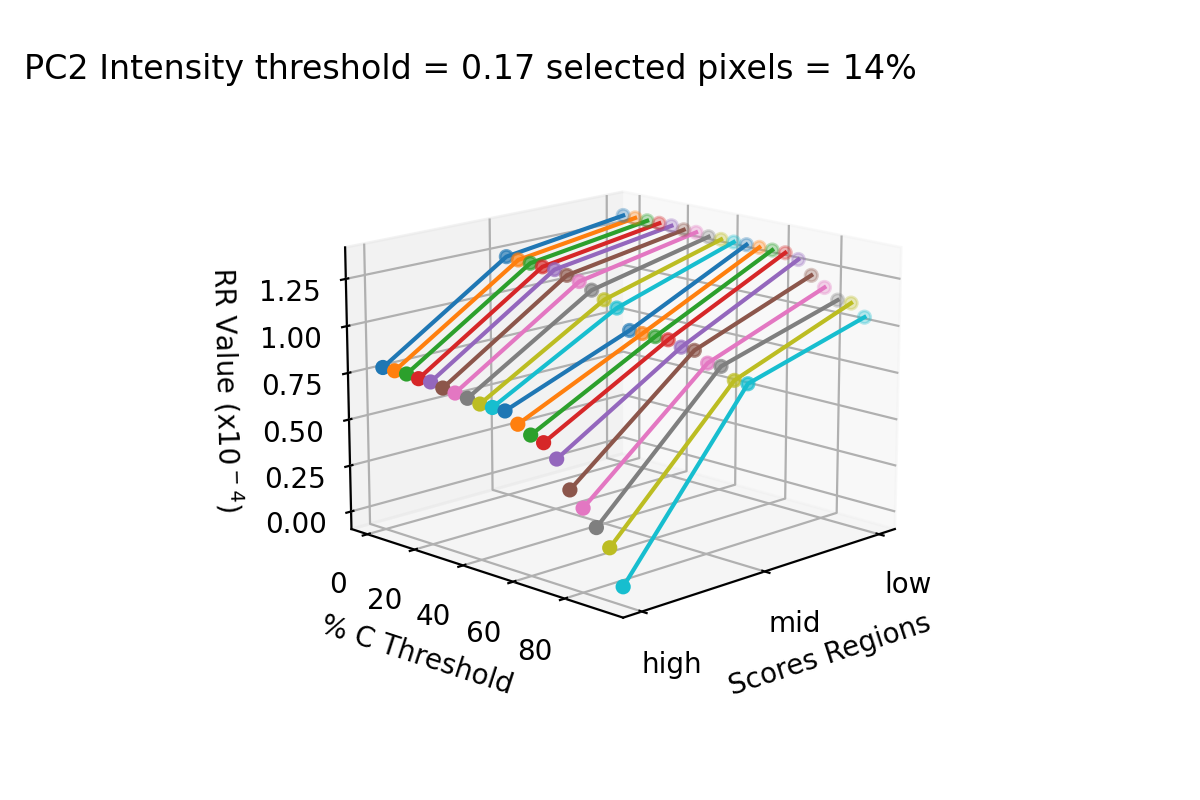 PC2 Intensity threshold = 0.17 selected pixels = 14%
RR Value (x10⁻⁴)
1.25
1.00
0.75
0.50
0.25
0.00
0
20
40
60
80
% C Threshold
high
mid
low
Scores Regions